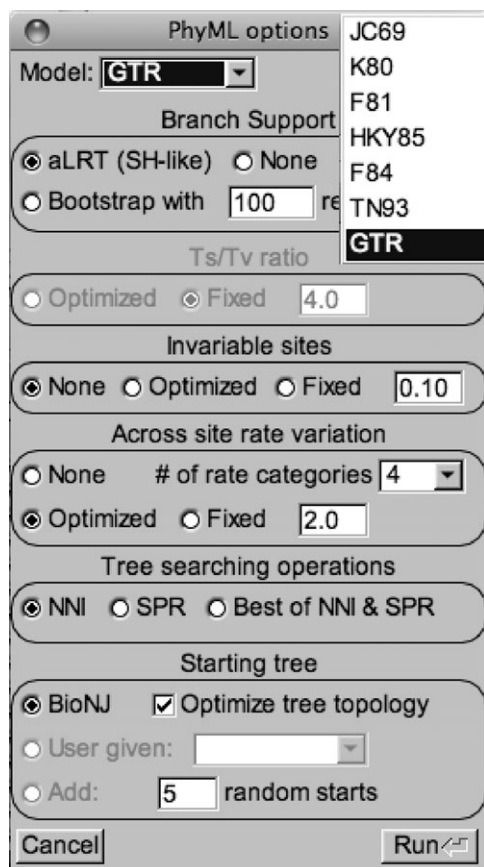 PhyML options
Model: GTR
JC69
K80
F81
HKY85
F84
TN93
GTR
Branch Support
aLRT (SH-like) None
Bootstrap with 100
Ts/Tv ratio
Optimized Fixed 4.0
Invariable sites
None Optimized Fixed 0.10
Across site rate variation
None # of rate categories 4
Optimized Fixed 2.0
Tree searching operations
NNI SPR Best of NNI & SPR
Starting tree
BioNJ Optimize tree topology
User given:
Add: 5 random starts
Cancel Run